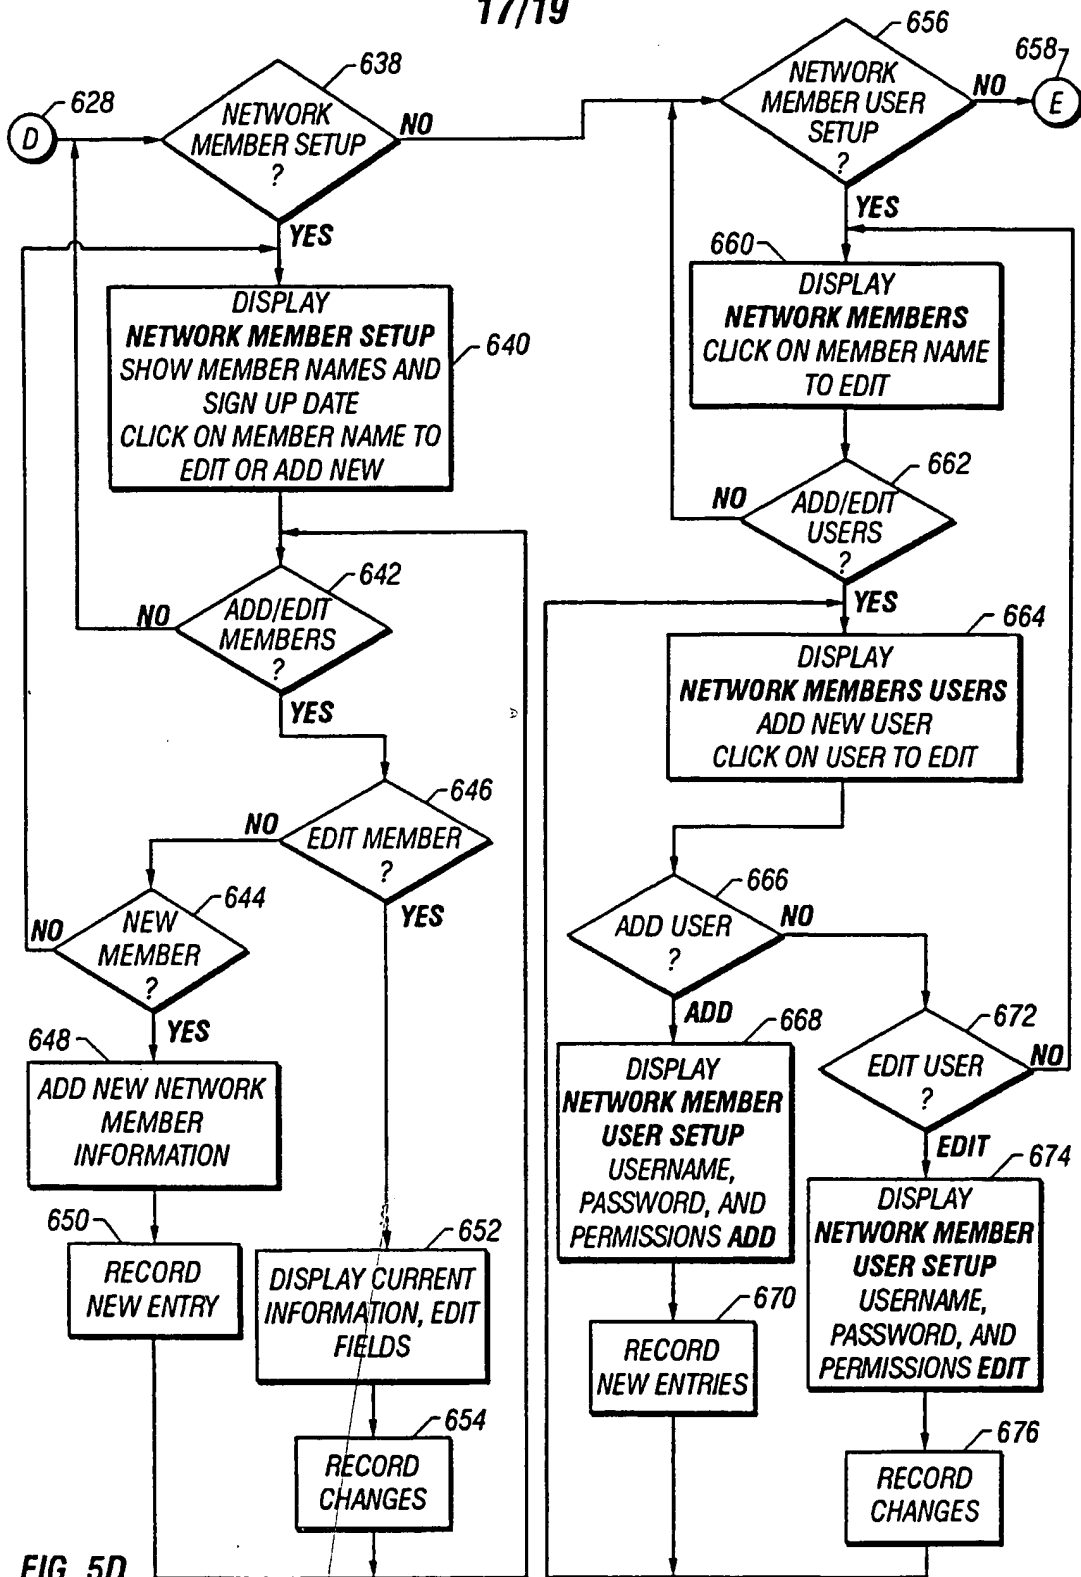 17/19
628
D
638
NETWORK
MEMBER SETUP
?
NO
YES
DISPLAY
NETWORK MEMBER SETUP
SHOW MEMBER NAMES AND
SIGN UP DATE
CLICK ON MEMBER NAME TO
EDIT OR ADD NEW
640
642
ADD/EDIT
MEMBERS
?
NO
YES
646
EDIT MEMBER
?
NO
YES
644
NEW
MEMBER
?
NO
YES
648
ADD NEW NETWORK
MEMBER
INFORMATION
650
RECORD
NEW ENTRY
652
DISPLAY CURRENT
INFORMATION, EDIT
FIELDS
654
RECORD
CHANGES
656
NETWORK
MEMBER USER
SETUP
?
NO
658
E
YES
660
DISPLAY
NETWORK MEMBERS
CLICK ON MEMBER NAME
TO EDIT
662
ADD/EDIT
USERS
?
NO
YES
664
DISPLAY
NETWORK MEMBERS USERS
ADD NEW USER
CLICK ON USER TO EDIT
666
ADD USER
?
NO
ADD
668
DISPLAY
NETWORK MEMBER
USER SETUP
USERNAME,
PASSWORD, AND
PERMISSIONS ADD
670
RECORD
NEW ENTRIES
672
EDIT USER
?
NO
EDIT
674
DISPLAY
NETWORK MEMBER
USER SETUP
USERNAME,
PASSWORD, AND
PERMISSIONS EDIT
676
RECORD
CHANGES
FIG. 5D